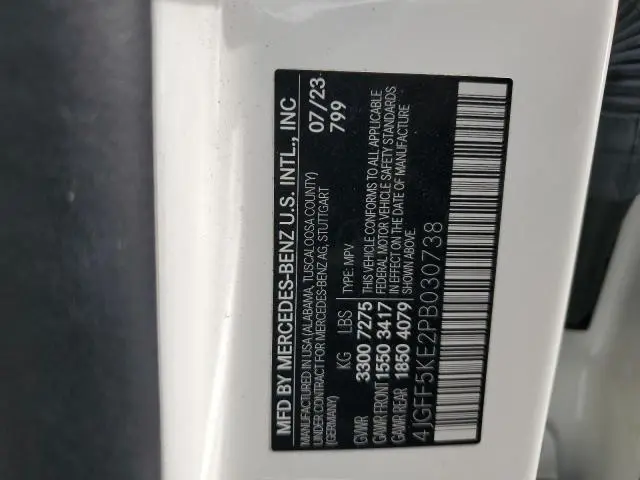 MFD BY MERCEDES-BENZ U.S. INTL., INC
MANUFACTURED IN USA (ALABAMA, TUSCALOOSA COUNTY)
UNDER CONTRACT FOR MERCEDES-BENZ AG, STUTTGART
(GERMANY)
07/23
799
KG LBS TYPE: MPV
GVWR 3300 7275
GAWR FRONT 1550 3417
GAWR REAR 1850 4079
THIS VEHICLE CONFORMS TO ALL APPLICABLE
FEDERAL MOTOR VEHICLE SAFETY STANDARDS
IN EFFECT ON THE DATE OF MANUFACTURE
SHOWN ABOVE.
4JGFF5KE2PB030738